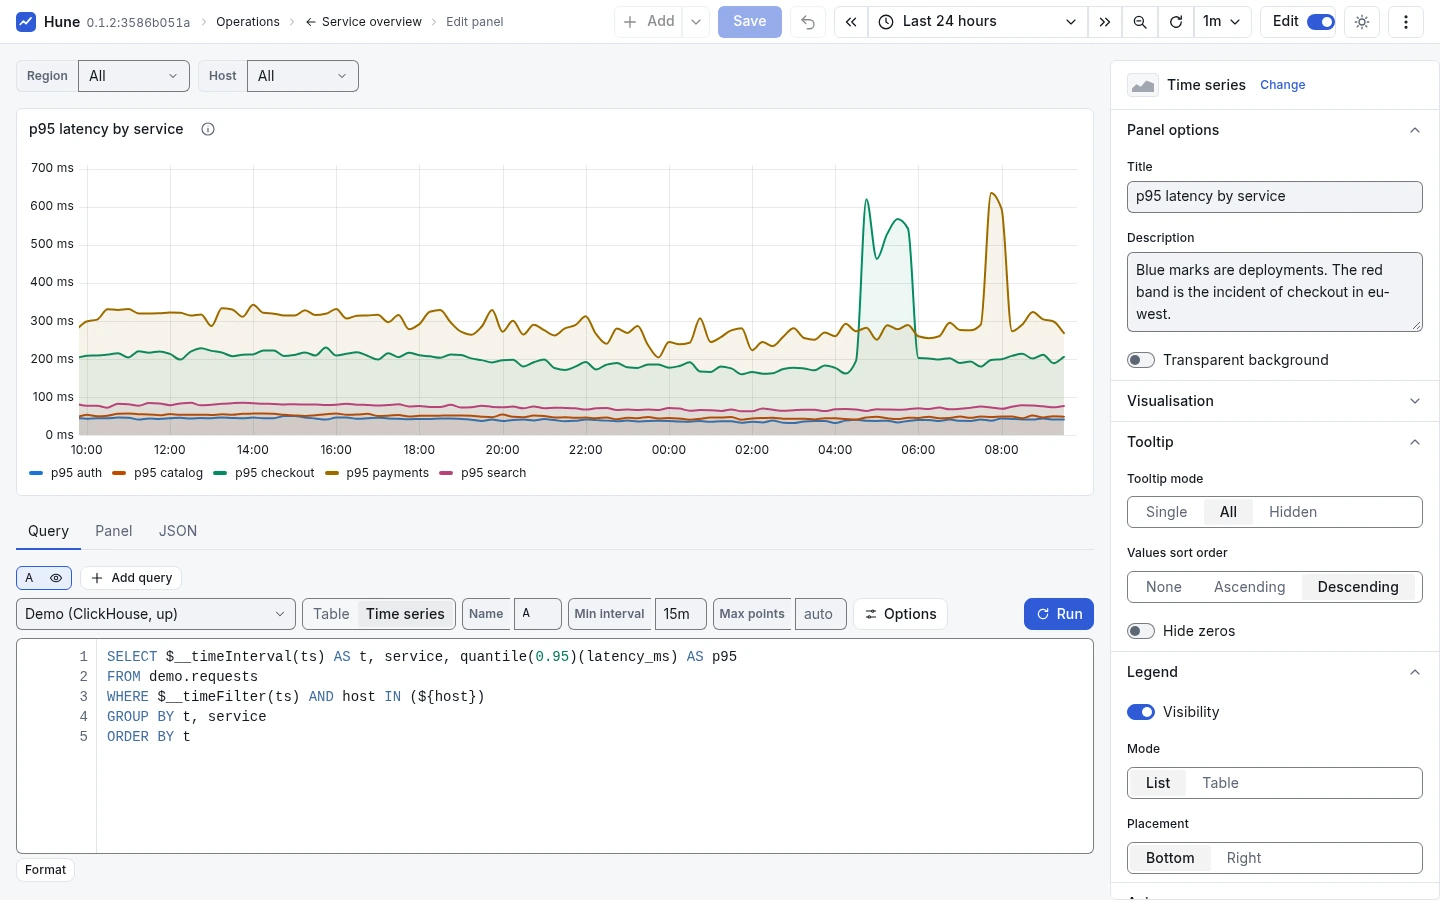 Hune 0.1.2:3586b051a > Operations > ← Service overview > Edit panel
Add Save Last 24 hours 1m Edit
Region All Host All
p95 latency by service
700 ms
600 ms
500 ms
400 ms
300 ms
200 ms
100 ms
0 ms
10:00 12:00 14:00 16:00 18:00 20:00 22:00 00:00 02:00 04:00 06:00 08:00
p95 auth p95 catalog p95 checkout p95 payments p95 search
Query Panel JSON
A Add query
Demo (ClickHouse, up) Table Time series Name A Min interval 15m Max points auto Options Run
1 SELECT $__timeInterval(ts) AS t, service, quantile(0.95)(latency_ms) AS p95
2 FROM demo.requests
3 WHERE $__timeFilter(ts) AND host IN (${host})
4 GROUP BY t, service
5 ORDER BY t
Format
Time series Change
Panel options
Title
p95 latency by service
Description
Blue marks are deployments. The red
band is the incident of checkout in eu-
west.
Transparent background
Visualisation
Tooltip
Tooltip mode
Single All Hidden
Values sort order
None Ascending Descending
Hide zeros
Legend
Visibility
Mode
List Table
Placement
Bottom Right